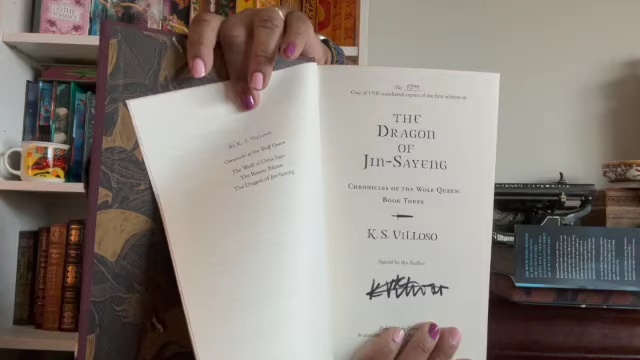 By K. S. Villoso
Chronicles of the Wolf Queen
The Wolf of Oren-Yaro
The Ikessar Falcon
The Dragon of Jin-Sayeng
No.
One of 1500 numbered copies of the first edition of
THE
DRAGON
OF
JIN-SAYENG
CHRONICLES OF THE WOLF QUEEN:
BOOK THREE
K. S. VILLOSO
Signed by the Author